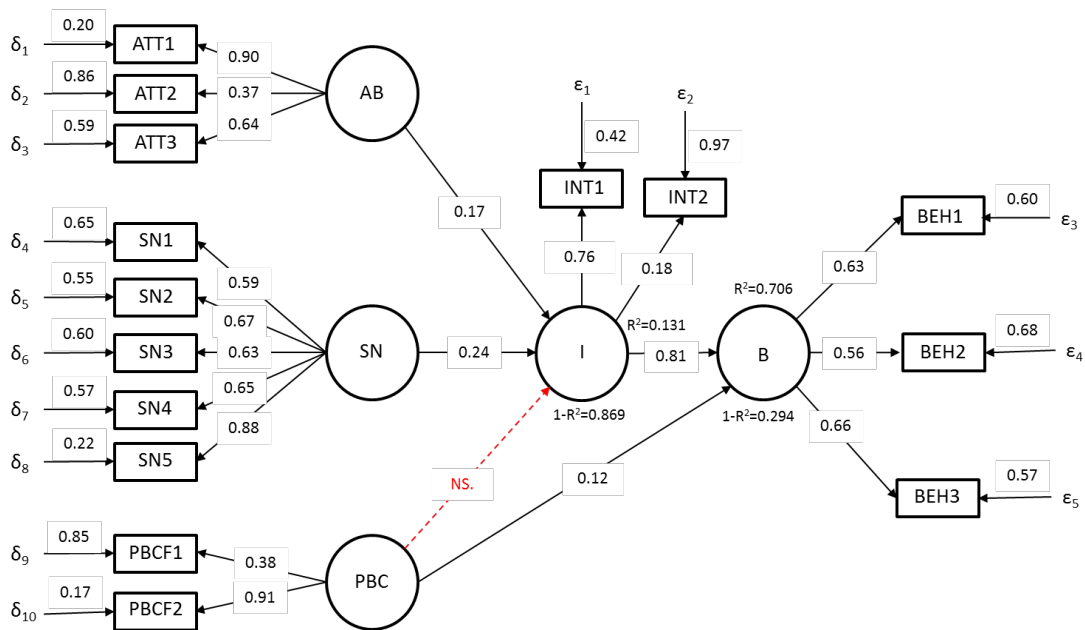 δ1 0.20 ATT1 0.90
δ2 0.86 ATT2 0.37 AB
δ3 0.59 ATT3 0.64
ε1 ε2
0.42 0.97
INT1 INT2
0.17
0.76 0.18
δ4 0.65 SN1 0.59
δ5 0.55 SN2 0.67
δ6 0.60 SN3 0.63 SN
δ7 0.57 SN4 0.65
δ8 0.22 SN5 0.88
0.24 I R²=0.131
0.81
1-R²=0.869
R²=0.706
B
1-R²=0.294
0.63 BEH1 0.60 ε3
0.56 BEH2 0.68 ε4
0.66 BEH3 0.57 ε5
NS.
0.12
δ9 0.85 PBCF1 0.38
PBC
δ10 0.17 PBCF2 0.91